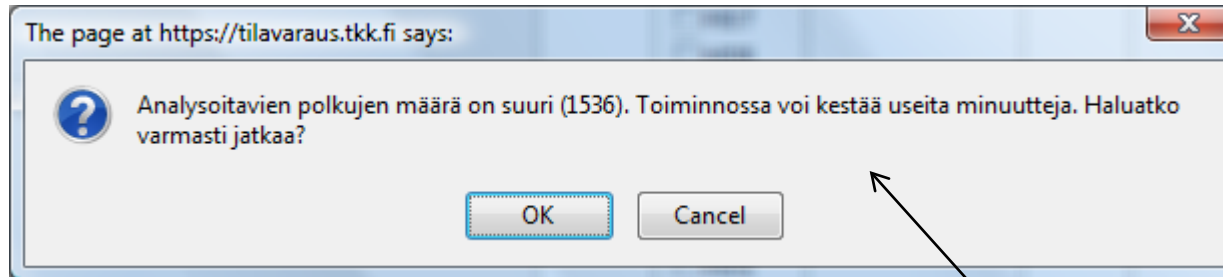 The page at https://tilavaraus.tkk.fi says:
Analysoitavien polkujen määrä on suuri (1536). Toiminnossa voi kestää useita minuutteja. Haluatko
varmasti jatkaa?
OK
Cancel